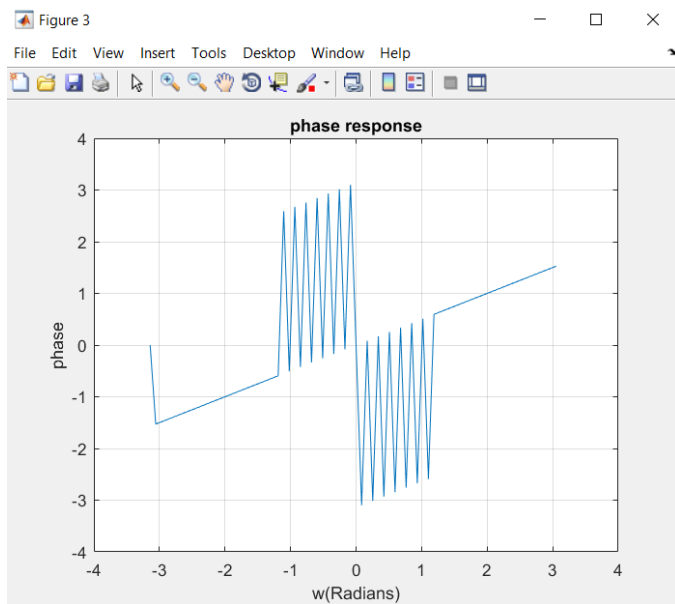 Figure 3
File Edit View Insert Tools Desktop Window Help
phase response
4
3
2
1
0
-1
-2
-3
-4
phase
-4 -3 -2 -1 0 1 2 3 4
w(Radians)